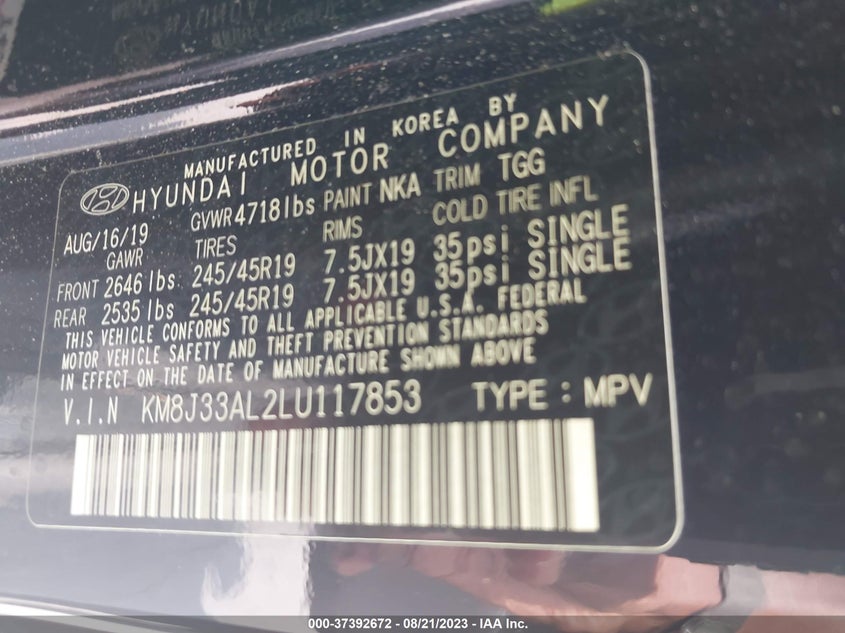 MANUFACTURED IN KOREA BY
HYUNDAI MOTOR COMPANY
AUG/16/19 GVWR 4718lbs PAINT NKA TRIM TGG
GAWR TIRES RIMS COLD TIRE INFL
FRONT 2646 lbs 245/45R19 7.5JX19 35psi SINGLE
REAR 2535 lbs 245/45R19 7.5JX19 35psi SINGLE
THIS VEHICLE CONFORMS TO ALL APPLICABLE U.S.A. FEDERAL
MOTOR VEHICLE SAFETY AND THEFT PREVENTION STANDARDS
IN EFFECT ON THE DATE OF MANUFACTURE SHOWN ABOVE
V.I.N KM8J33AL2LU117853 TYPE : MPV
000-37392672 - 08/21/2023 - IAA Inc.